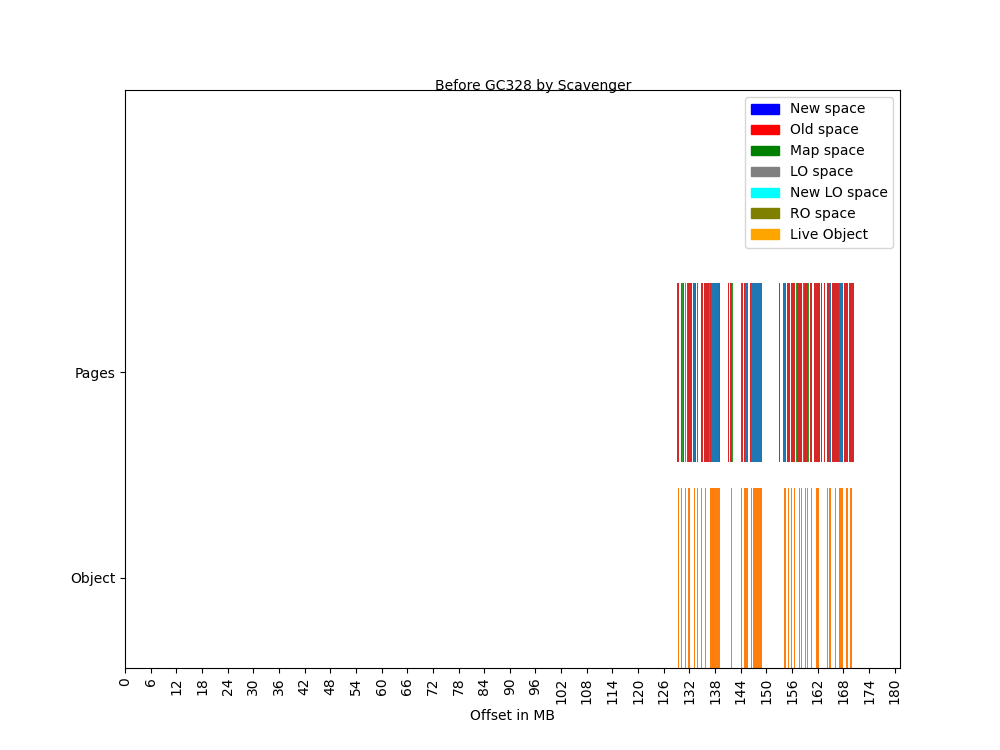 Before GC328 by Scavenger
New space
Old space
Map space
LO space
New LO space
RO space
Live Object
Pages
Object
0 6 12 18 24 30 36 42 48 54 60 66 72 78 84 90 96 102 108 114 120 126 132 138 144 150 156 162 168 174 180
Offset in MB